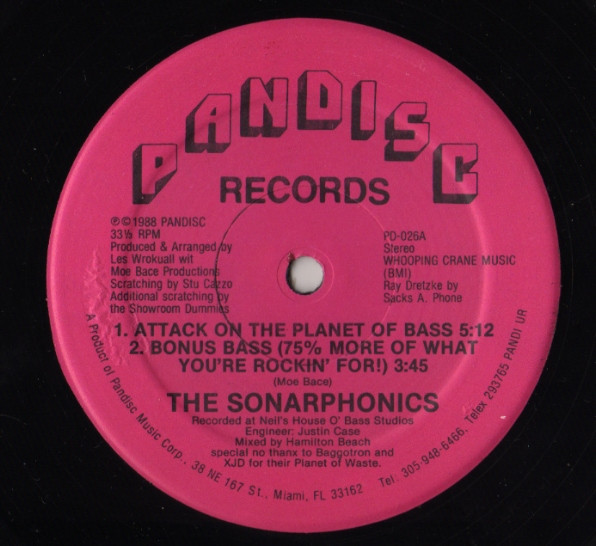 PANDISC
RECORDS
℗©1988 PANDISC
33⅓ RPM
Produced & Arranged by
Les Wrokuall wit
Moe Bace Productions
Scratching by Stu Cazzo
Additional scratching by
the Showroom Dummies
PD-026A
Stereo
WHOOPING CRANE MUSIC
(BMI)
Ray Dretzke by
Sacks A. Phone
1. ATTACK ON THE PLANET OF BASS 5:12
2. BONUS BASS (75% MORE OF WHAT
YOU'RE ROCKIN' FOR!) 3:45
(Moe Bace)
THE SONARPHONICS
Recorded at Neil's House O' Bass Studios
Engineer: Justin Case
Mixed by Hamilton Beach
special no thanx to Baggotron and
XJD for their Planet of Waste.
A Product of Pandisc Music Corp., 38 NE 167 St., Miami, FL 33162 Tel: 305-948-6466. Telex 293765 PANDI UR